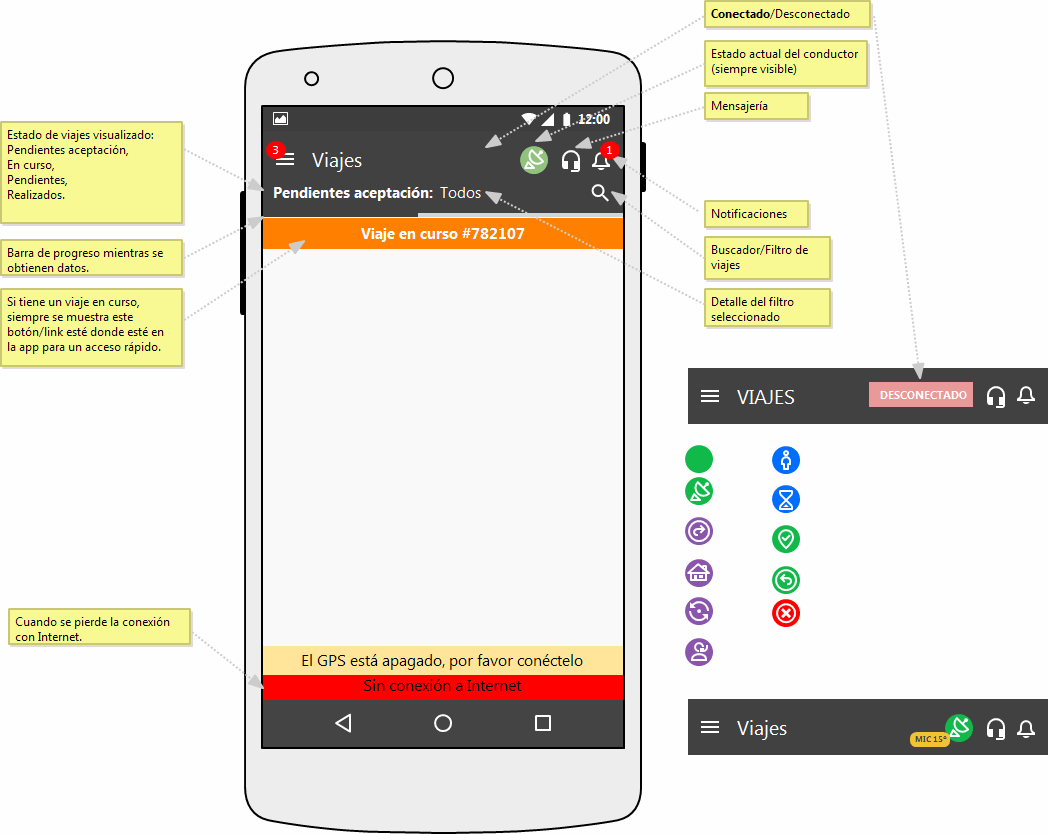 Conectado/Desconectado
Estado actual del conductor
(siempre visible)
Mensajería
12:00
Estado de viajes visualizado:
Pendientes aceptación,
En curso,
Pendientes,
Realizados.
3
Viajes
1
Pendientes aceptación: Todos
Notificaciones
Viaje en curso #782107
Barra de progreso mientras se
obtienen datos.
Buscador/Filtro de
viajes
Si tiene un viaje en curso,
siempre se muestra este
botón/link esté donde esté en
la app para un acceso rápido.
Detalle del filtro
seleccionado
VIAJES
DESCONECTADO
Cuando se pierde la conexión
con Internet.
El GPS está apagado, por favor conéctelo
Sin conexión a Internet
Viajes
MIC 15ª